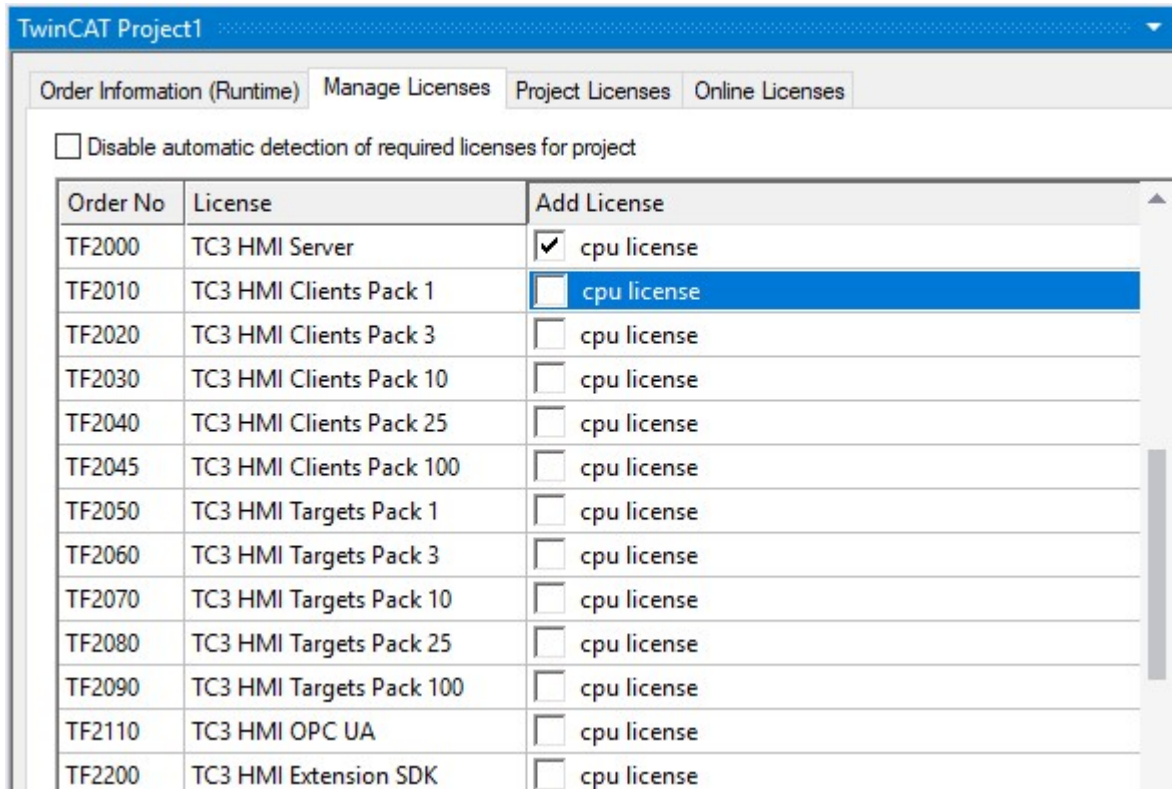 TwinCAT Project1
Order Information (Runtime) Manage Licenses Project Licenses Online Licenses
Disable automatic detection of required licenses for project
Order No License Add License
TF2000 TC3 HMI Server cpu license
TF2010 TC3 HMI Clients Pack 1 cpu license
TF2020 TC3 HMI Clients Pack 3 cpu license
TF2030 TC3 HMI Clients Pack 10 cpu license
TF2040 TC3 HMI Clients Pack 25 cpu license
TF2045 TC3 HMI Clients Pack 100 cpu license
TF2050 TC3 HMI Targets Pack 1 cpu license
TF2060 TC3 HMI Targets Pack 3 cpu license
TF2070 TC3 HMI Targets Pack 10 cpu license
TF2080 TC3 HMI Targets Pack 25 cpu license
TF2090 TC3 HMI Targets Pack 100 cpu license
TF2110 TC3 HMI OPC UA cpu license
TF2200 TC3 HMI Extension SDK cpu license